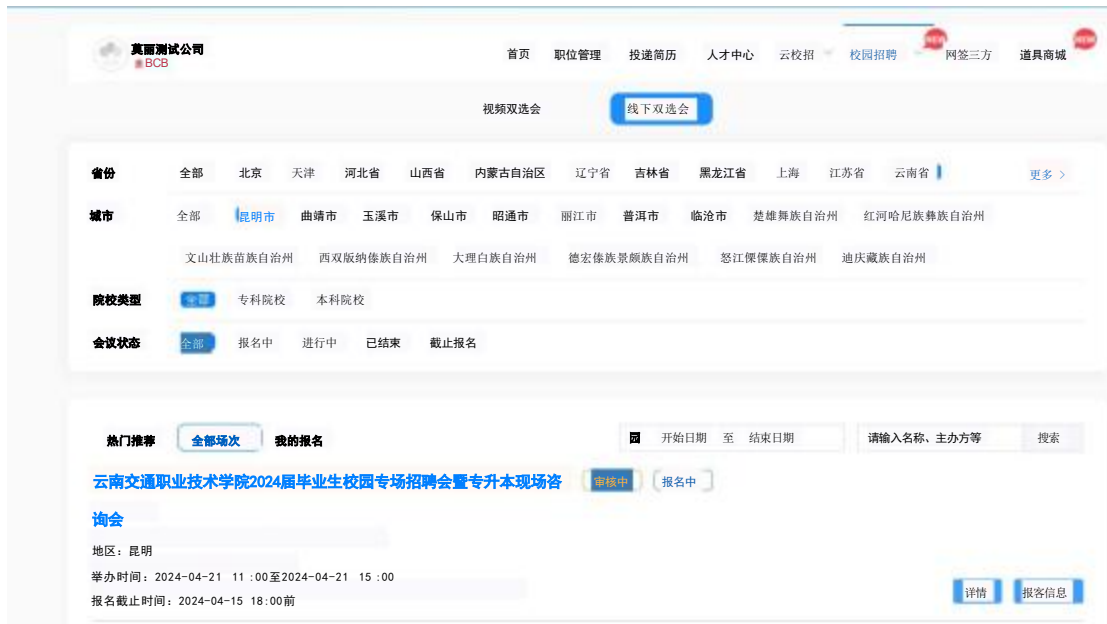 莫丽测试公司
BCB
首页 职位管理 投递简历 人才中心 云校招 校园招聘 网签三方 道具商城
视频双选会 线下双选会
省份 全部 北京 天津 河北省 山西省 内蒙古自治区 辽宁省 吉林省 黑龙江省 上海 江苏省 云南省 更多 >
城市 全部 昆明市 曲靖市 玉溪市 保山市 昭通市 丽江市 普洱市 临沧市 楚雄舞族自治州 红河哈尼族彝族自治州
文山壮族苗族自治州 西双版纳傣族自治州 大理白族自治州 德宏傣族景颇族自治州 怒江傈僳族自治州 迪庆藏族自治州
院校类型 全部 专科院校 本科院校
会议状态 全部 报名中 进行中 已结束 截止报名
热门推荐 全部场次 我的报名 开始日期 至 结束日期 请输入名称、主办方等 搜索
云南交通职业技术学院2024届毕业生校园专场招聘会暨专升本现场咨 审核中 报名中
询会
地区：昆明
举办时间：2024-04-21 11 :00至2024-04-21 15 :00
报名截止时间：2024-04-15 18:00前 详情 报客信息